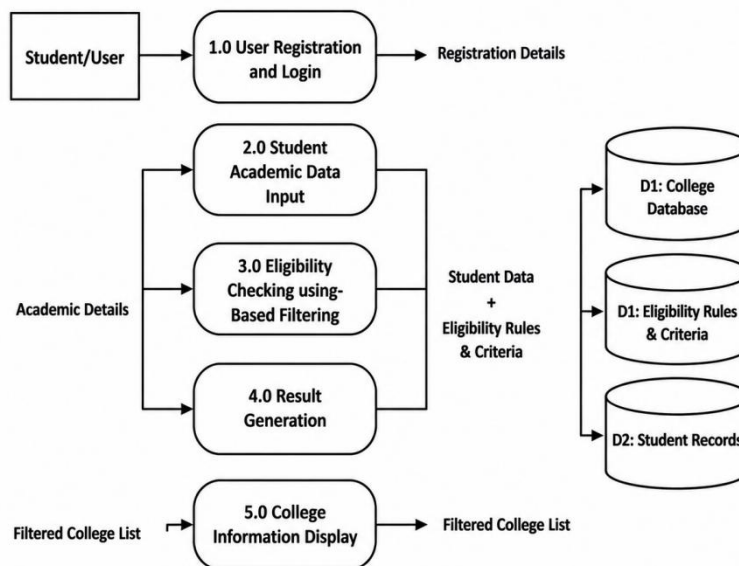 Student/User
1.0 User Registration
and Login
Registration Details
2.0 Student
Academic Data
Input
3.0 Eligibility
Checking using-
Based Filtering
4.0 Result
Generation
Academic Details
Student Data
+
Eligibility Rules
& Criteria
D1: College
Database
D1: Eligibility Rules
& Criteria
D2: Student Records
Filtered College List
5.0 College
Information Display
Filtered College List